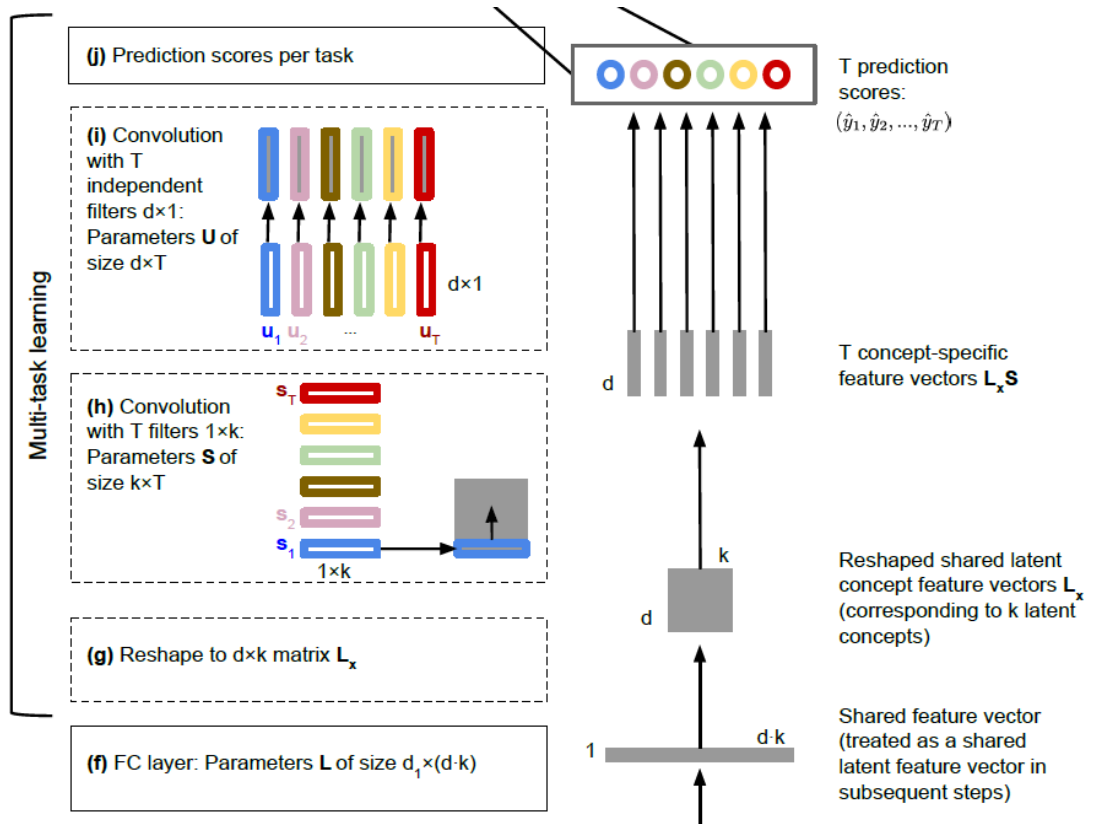 Multi-task learning
(j) Prediction scores per task
T prediction
scores:
(ŷ₁, ŷ₂, ..., ŷ_T)
(i) Convolution
with T
independent
filters d×1:
Parameters U of
size d×T
d×1
u₁ u₂ ... u_T
d
T concept-specific
feature vectors LₓS
(h) Convolution
with T filters 1×k:
Parameters S of
size k×T
s_T
s₂
s₁
1×k
k
d
Reshaped shared latent
concept feature vectors Lₓ
(corresponding to k latent
concepts)
(g) Reshape to d×k matrix Lₓ
(f) FC layer: Parameters L of size d₁×(d·k)
1
d·k
Shared feature vector
(treated as a shared
latent feature vector in
subsequent steps)